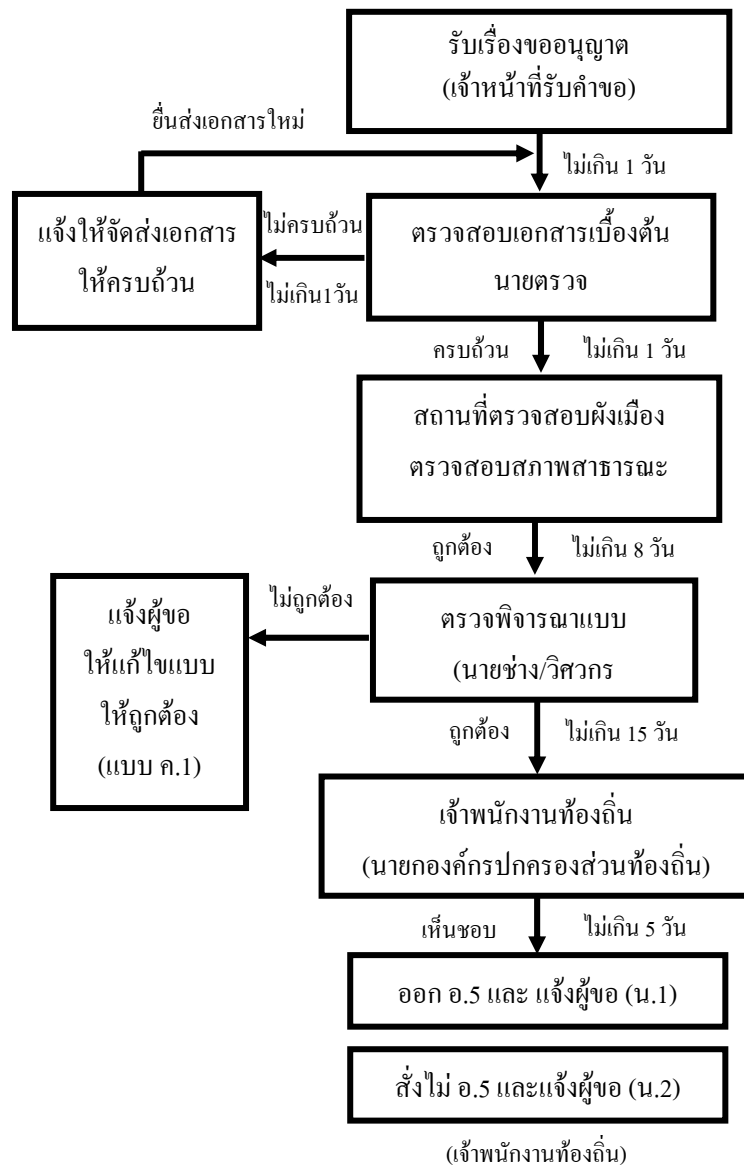 รับเรื่องขออนุญาต
(เจ้าหน้าที่รับคำขอ)
ยื่นส่งเอกสารใหม่
ไม่เกิน 1 วัน
แจ้งให้จัดส่งเอกสาร
ให้ครบถ้วน
ไม่ครบถ้วน
ไม่เกิน1วัน
ตรวจสอบเอกสารเบื้องต้น
นายตรวจ
ครบถ้วน ไม่เกิน 1 วัน
สถานที่ตรวจสอบผังเมือง
ตรวจสอบสภาพสาธารณะ
ถูกต้อง ไม่เกิน 8 วัน
แจ้งผู้ขอ
ให้แก้ไขแบบ
ให้ถูกต้อง
(แบบ ค.1)
ไม่ถูกต้อง
ตรวจพิจารณาแบบ
(นายช่าง/วิศวกร
ถูกต้อง ไม่เกิน 15 วัน
เจ้าพนักงานท้องถิ่น
(นายกองค์กรปกครองส่วนท้องถิ่น)
เห็นชอบ ไม่เกิน 5 วัน
ออก อ.5 และ แจ้งผู้ขอ (น.1)
สั่งไม่ อ.5 และแจ้งผู้ขอ (น.2)
(เจ้าพนักงานท้องถิ่น)